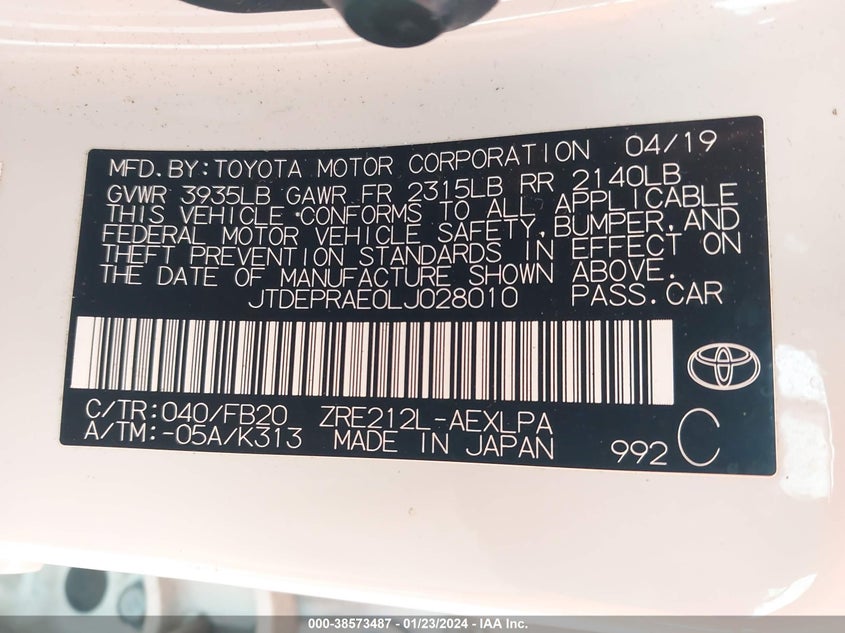 MFD.BY:TOYOTA MOTOR CORPORATION 04/19
GVWR 3935LB GAWR FR 2315LB RR 2140LB
THIS VEHICLE CONFORMS TO ALL APPLICABLE
FEDERAL MOTOR VEHICLE SAFETY,BUMPER,AND
THEFT PREVENTION STANDARDS IN EFFECT ON
THE DATE OF MANUFACTURE SHOWN ABOVE.
JTDEPRAE0LJ028010 PASS.CAR
C/TR:040/FB20 ZRE212L-AEXLPA
A/TM:-05A/K313 MADE IN JAPAN 992 C
000-38573487 - 01/23/2024 - IAA Inc.